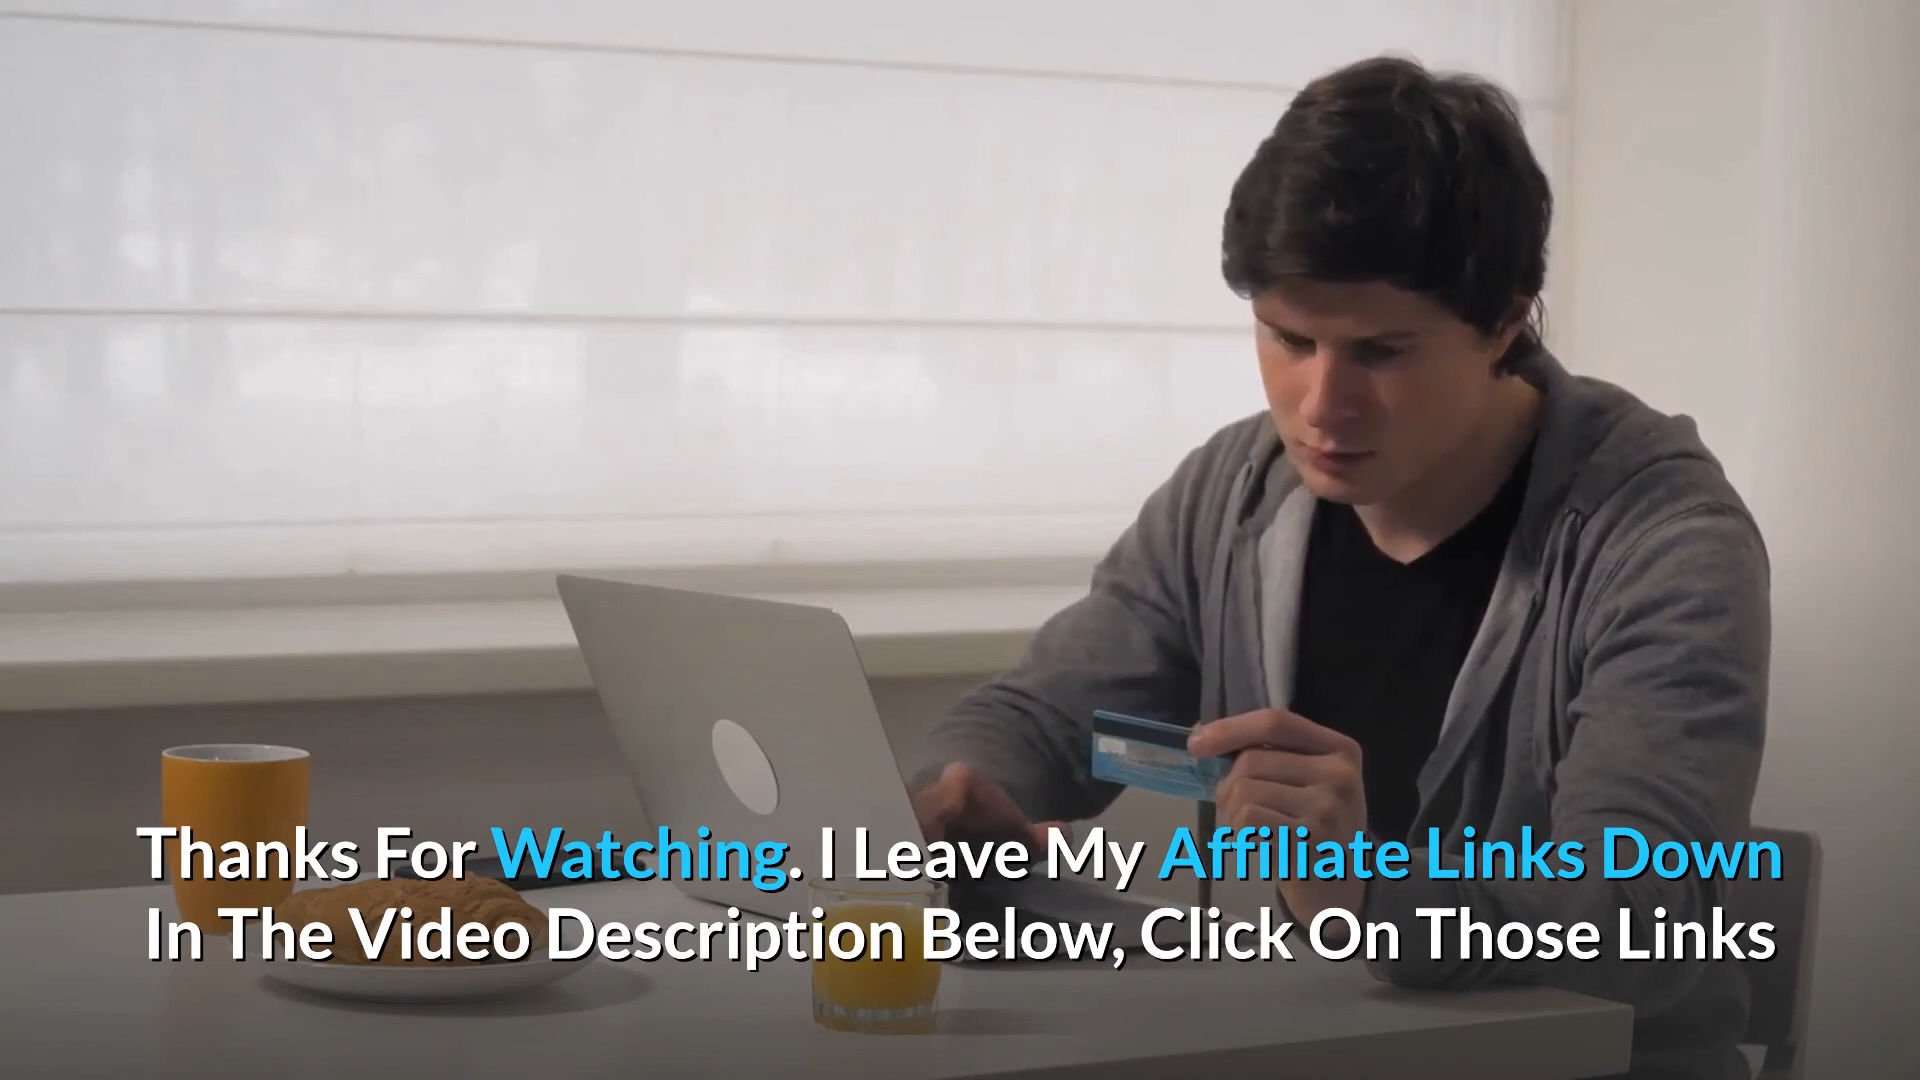 Thanks For Watching. I Leave My Affiliate Links Down
In The Video Description Below, Click On Those Links